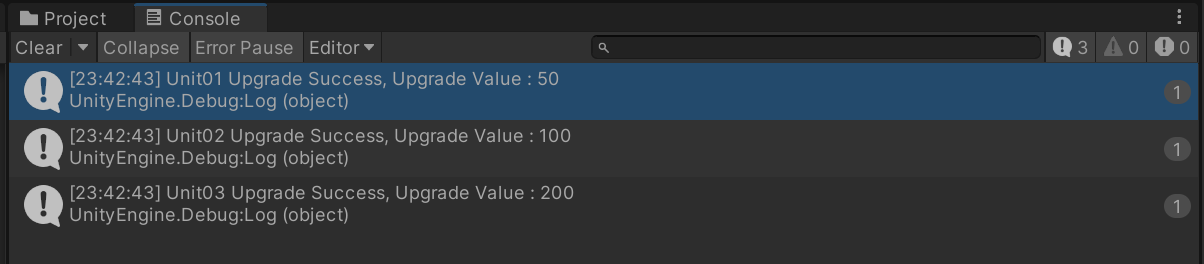 Project Console
Clear Collapse Error Pause Editor 3 0 0
[23:42:43] Unit01 Upgrade Success, Upgrade Value : 50
UnityEngine.Debug:Log (object) 1
[23:42:43] Unit02 Upgrade Success, Upgrade Value : 100
UnityEngine.Debug:Log (object) 1
[23:42:43] Unit03 Upgrade Success, Upgrade Value : 200
UnityEngine.Debug:Log (object) 1